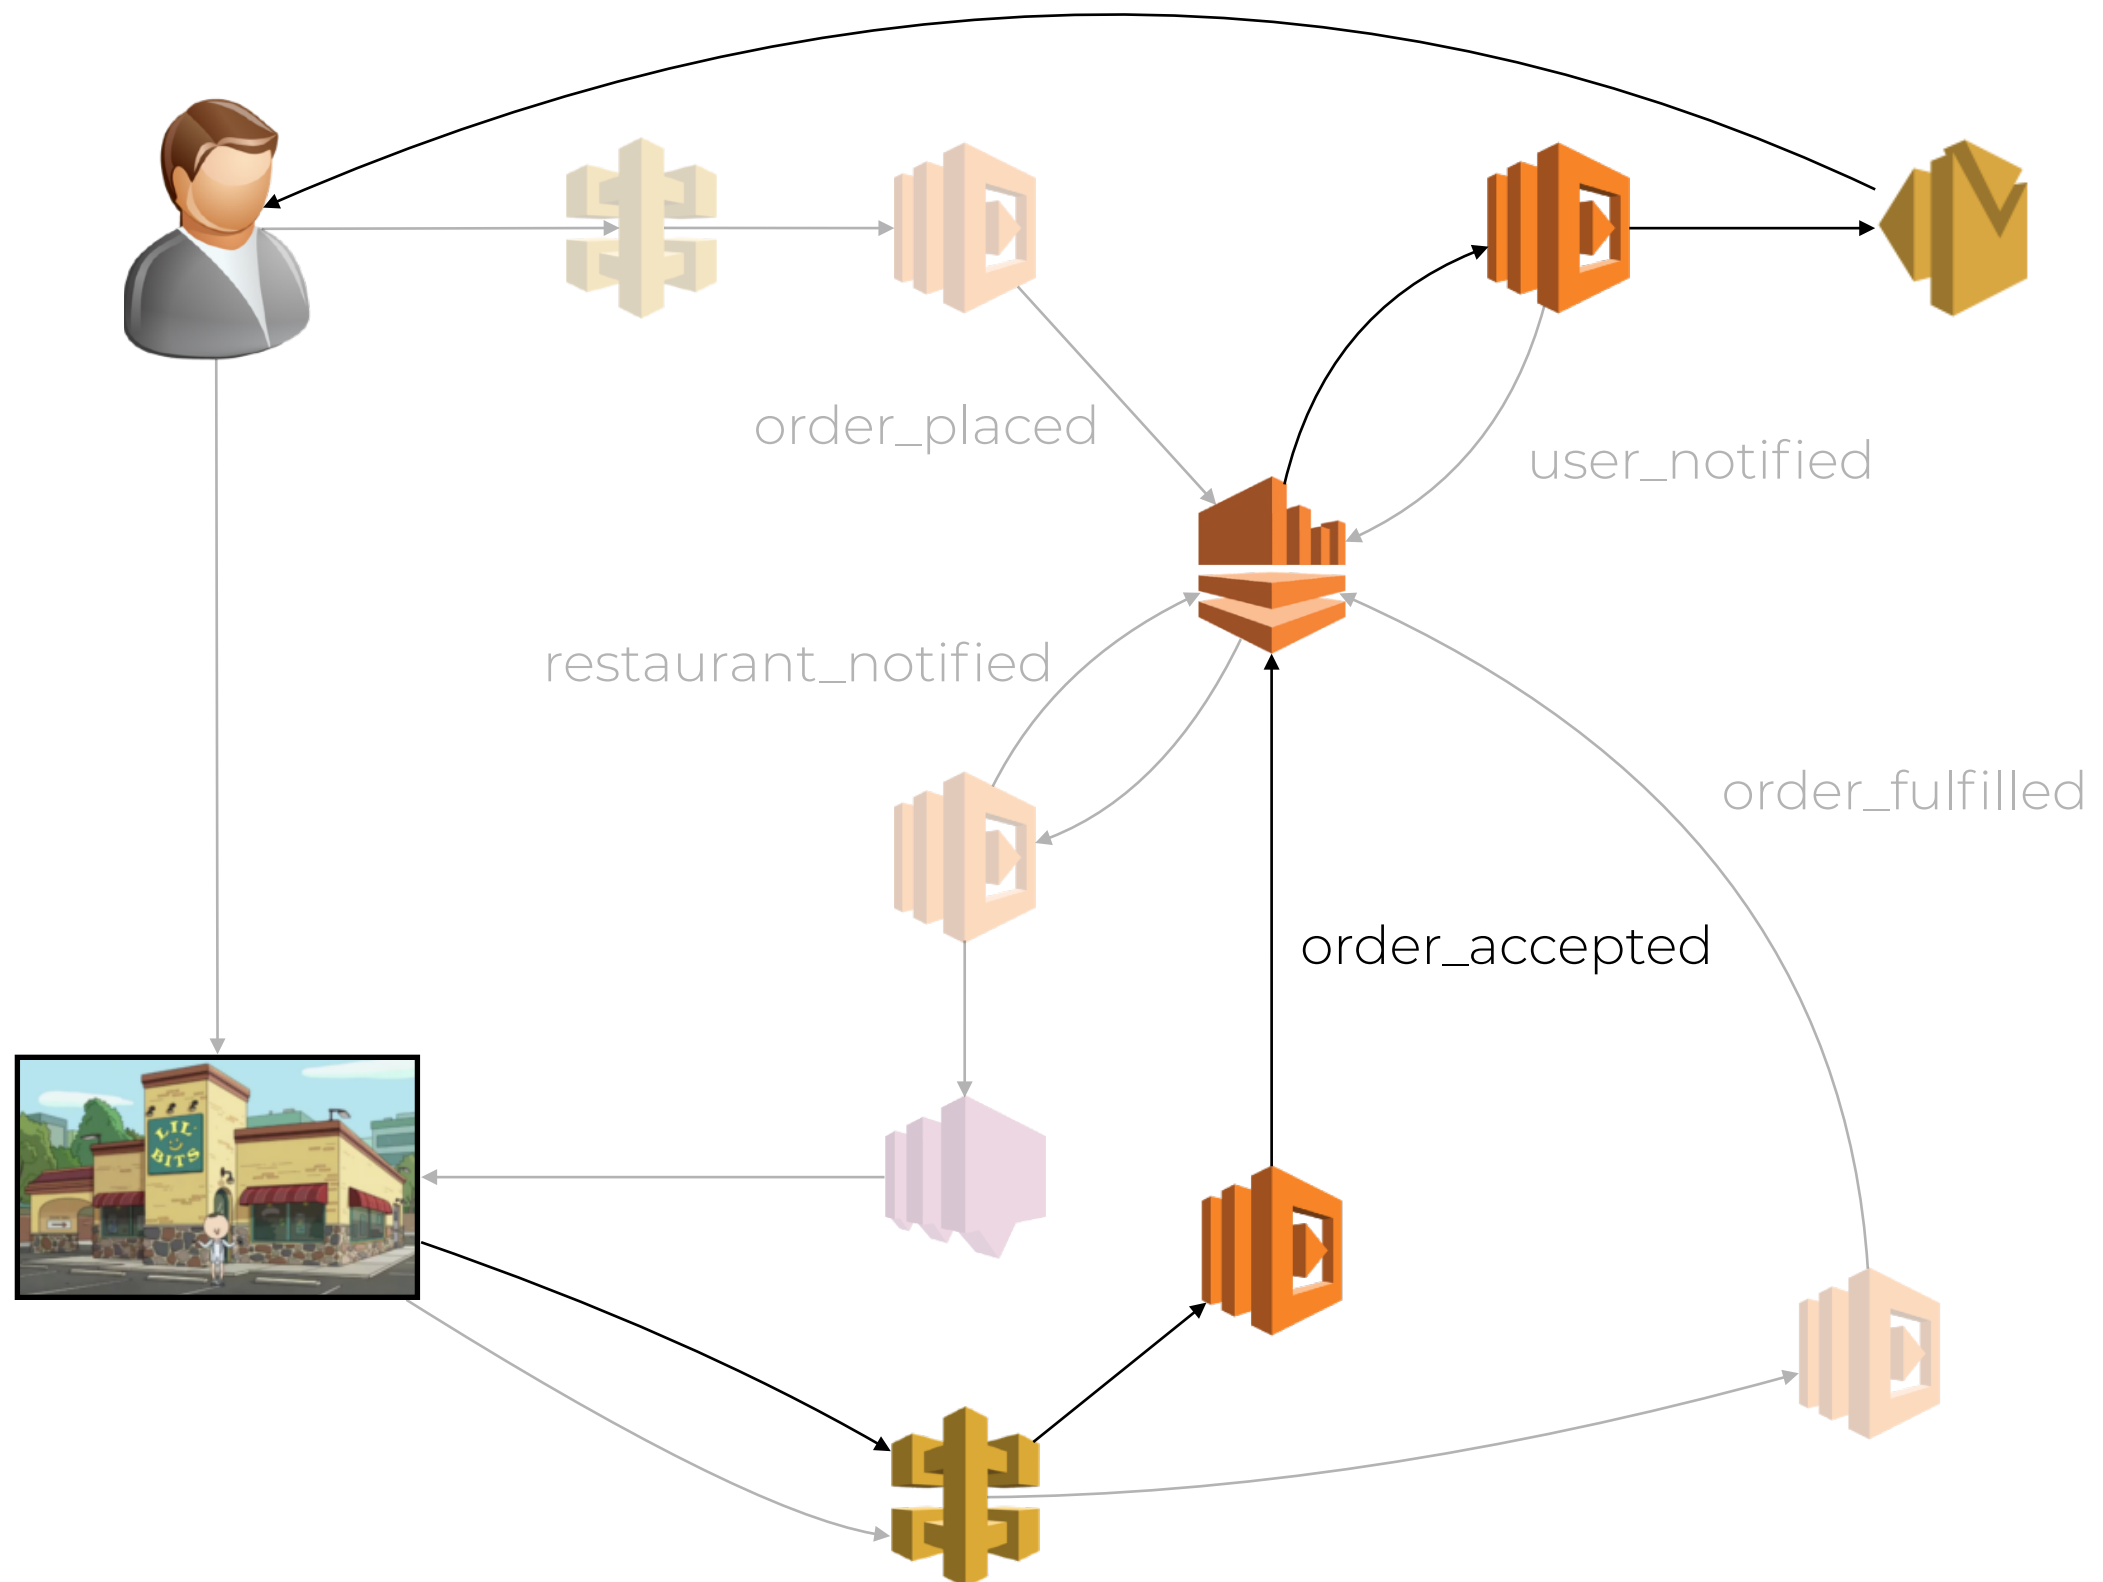 order_placed
user_notified
restaurant_notified
order_fulfilled
order_accepted
LIL'
BITS